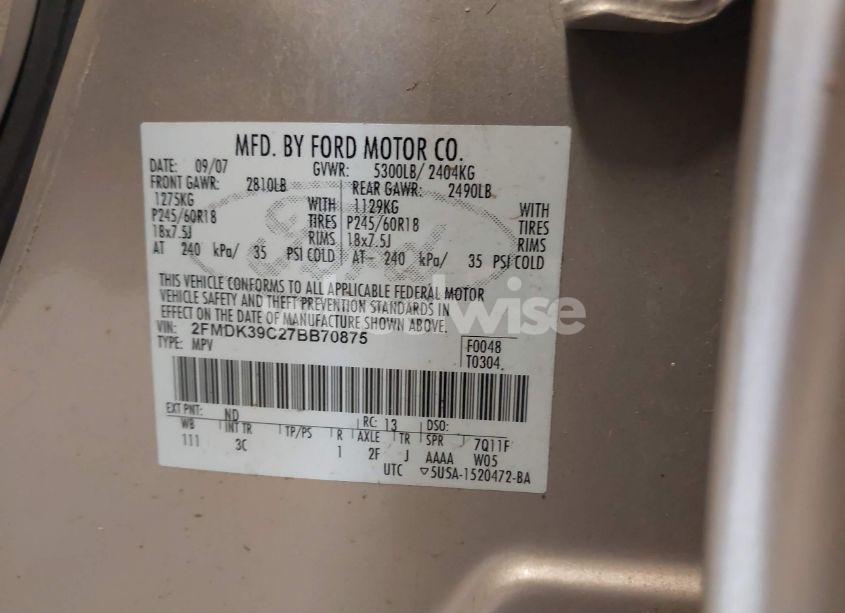 MFD. BY FORD MOTOR CO.
DATE: 09/07 GVWR: 5300LB/ 2404KG
FRONT GAWR: 2810LB REAR GAWR: 2490LB
1275KG WITH 1129KG WITH
P245/60R18 TIRES P245/60R18 TIRES
18x7.5J RIMS 18x7.5J RIMS
AT 240 kPa/ 35 PSI COLD AT 240 kPa/ 35 PSI COLD
THIS VEHICLE CONFORMS TO ALL APPLICABLE FEDERAL MOTOR
VEHICLE SAFETY AND THEFT PREVENTION STANDARDS IN
EFFECT ON THE DATE OF MANUFACTURE SHOWN ABOVE.
VIN: 2FMDK39C27BB70875 F0048
TYPE: MPV T0304
EXT PNT: ND RC: 13 DSO:
WB INT TR TP/PS R AXLE TR SPR 7Q11F
111 3C 1 2F J AAAA W05
UTC ▽5U5A-1520472-BA